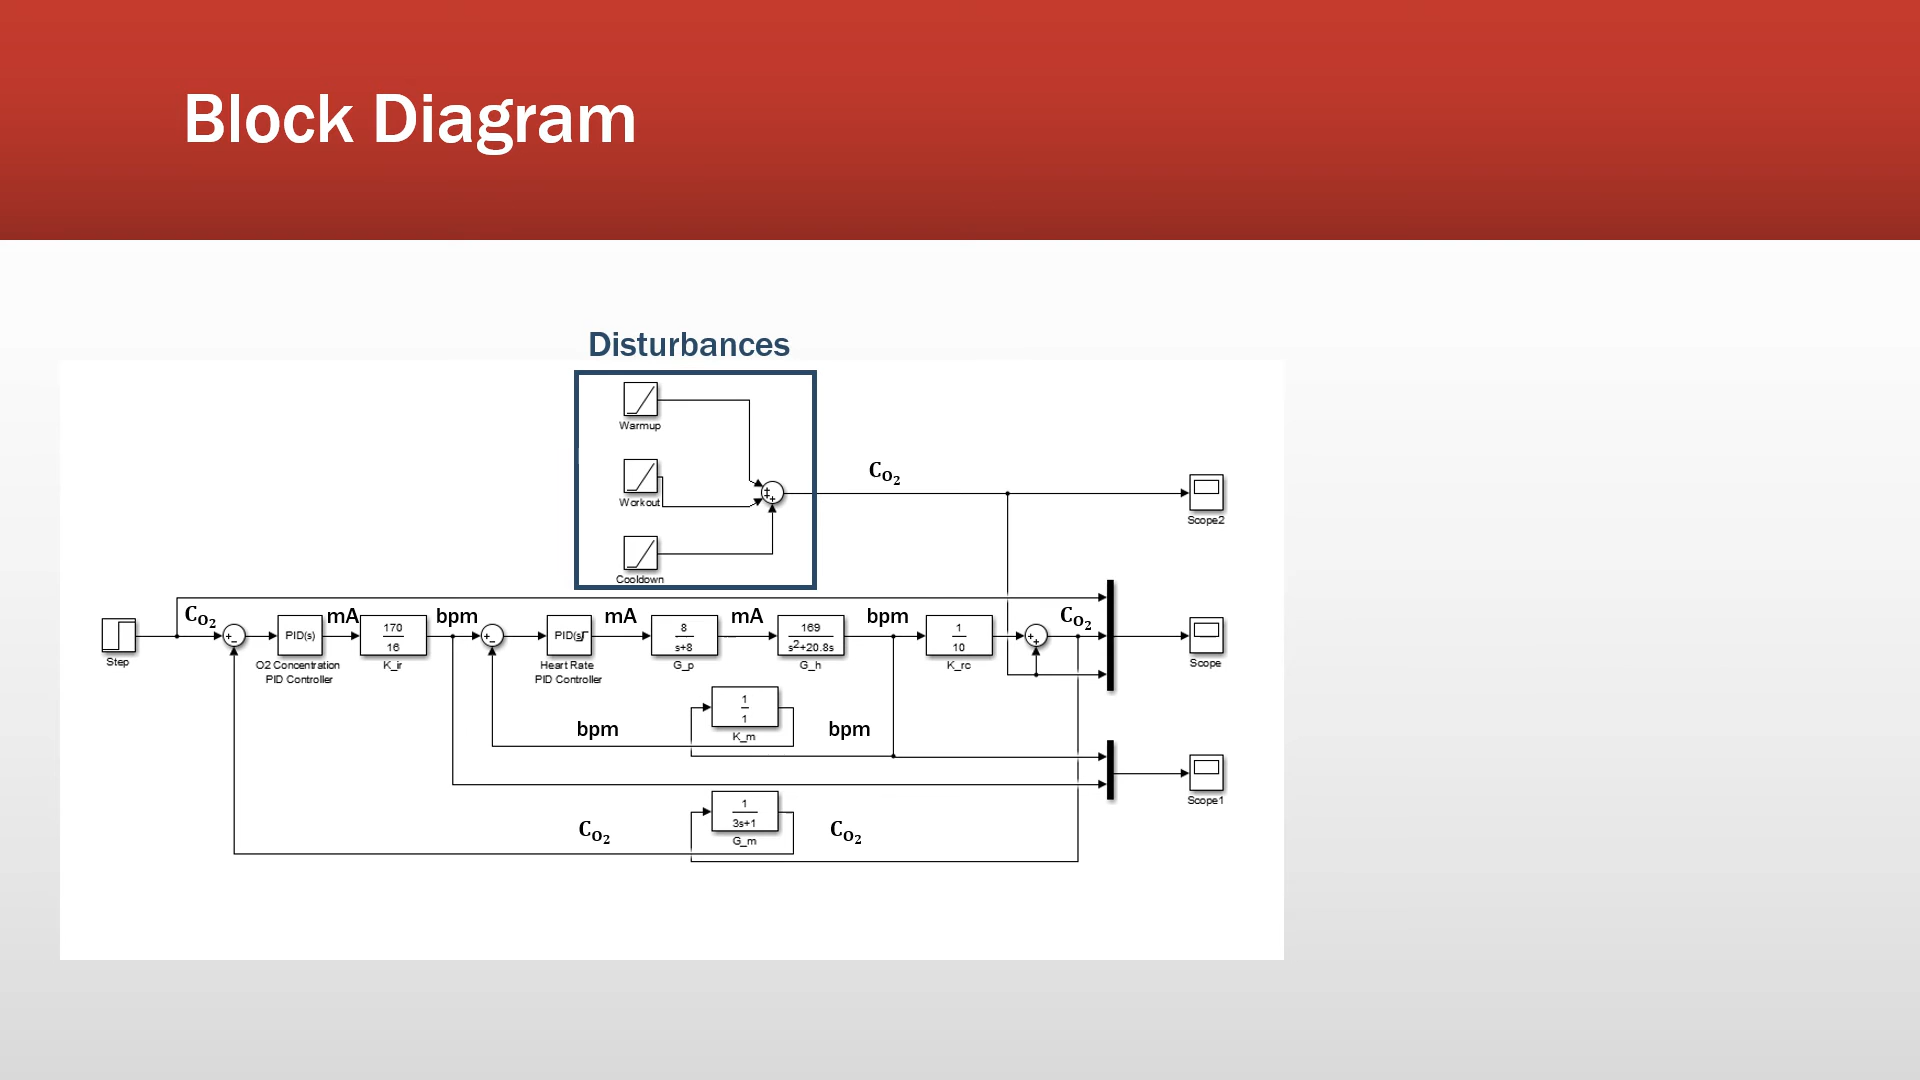 Block Diagram
Disturbances
Warmup
Workout
Cooldown
C_O₂
Scope2
Step
C_O₂
PID(s)
O2 Concentration
PID Controller
mA
170
16
K_ir
bpm
PID(s)
Heart Rate
PID Controller
mA
8
s+8
G_p
mA
169
s²+20.8s
G_h
bpm
1
10
K_rc
C_O₂
Scope
bpm
1
1
K_m
bpm
Scope1
C_O₂
1
3s+1
G_m
C_O₂